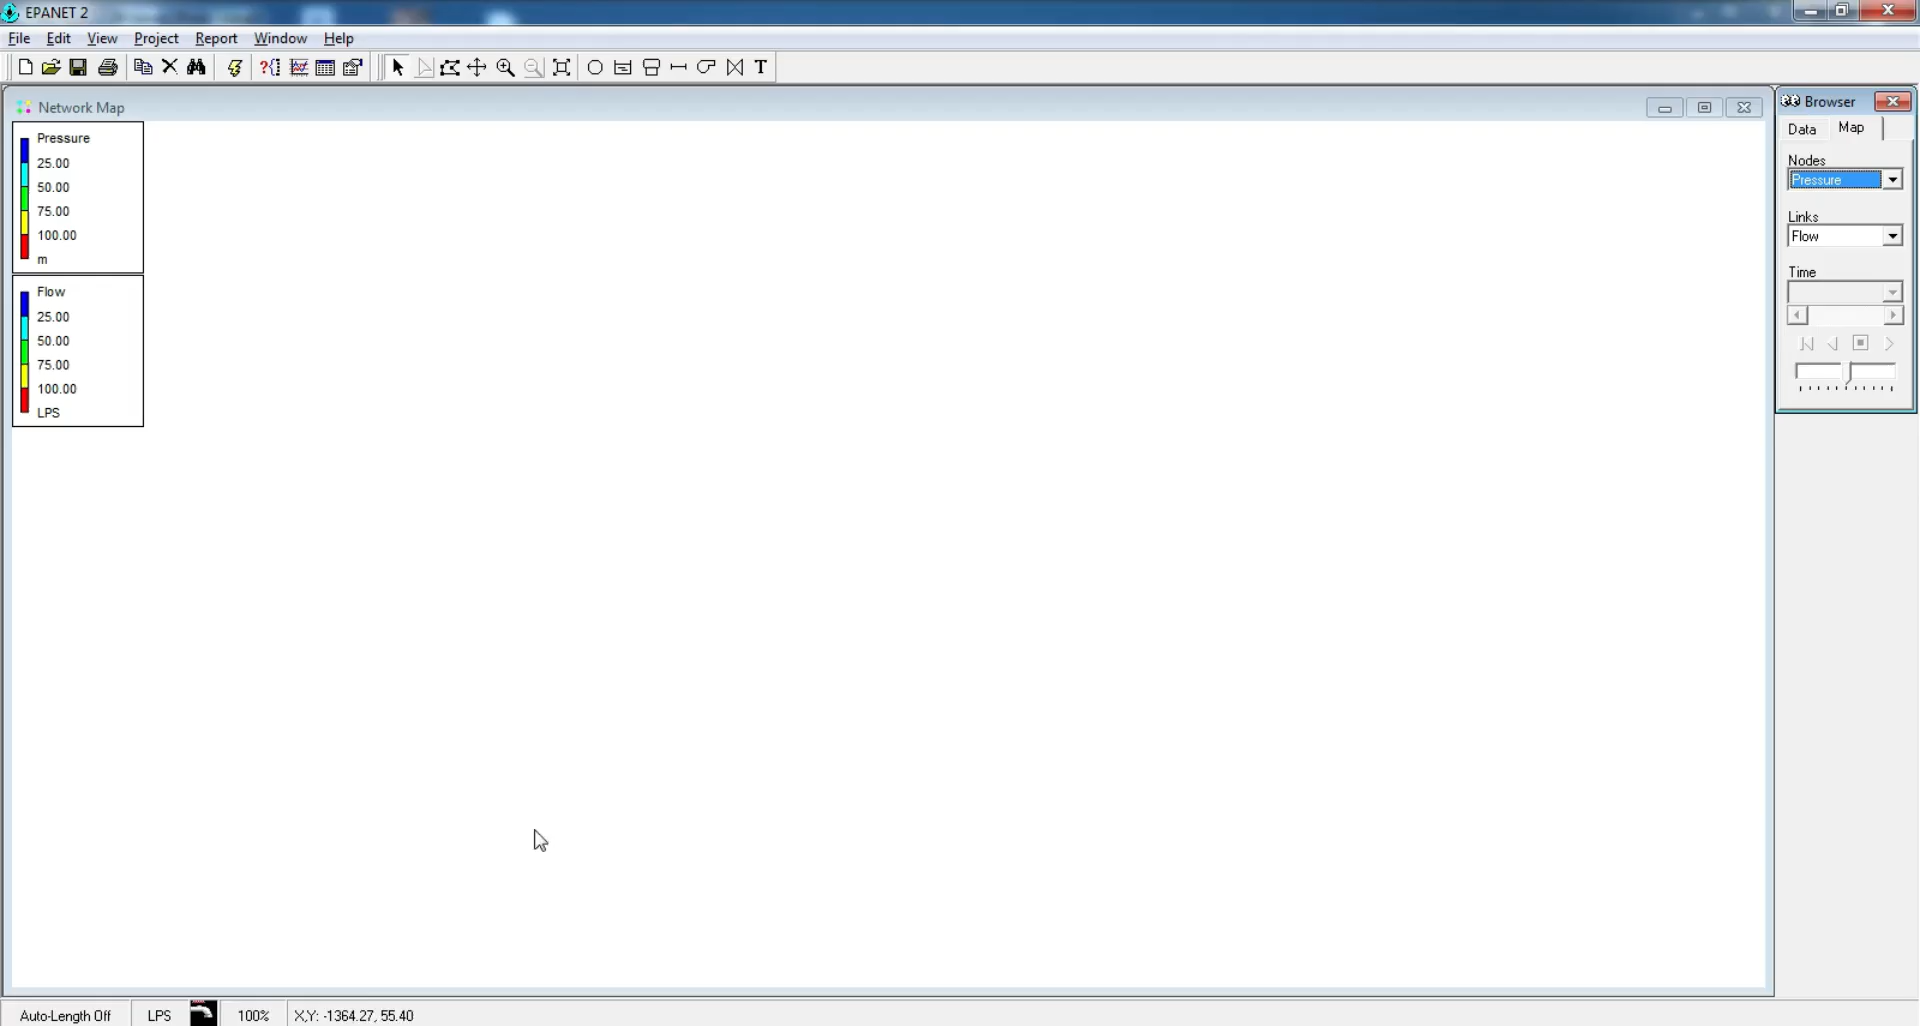 EPANET 2
File Edit View Project Report Window Help
T
Network Map
Pressure
25.00
50.00
75.00
100.00
m
Flow
25.00
50.00
75.00
100.00
LPS
Browser
Data Map
Nodes
Pressure
Links
Flow
Time
Auto-Length Off LPS 100% X,Y: -1364.27, 55.40